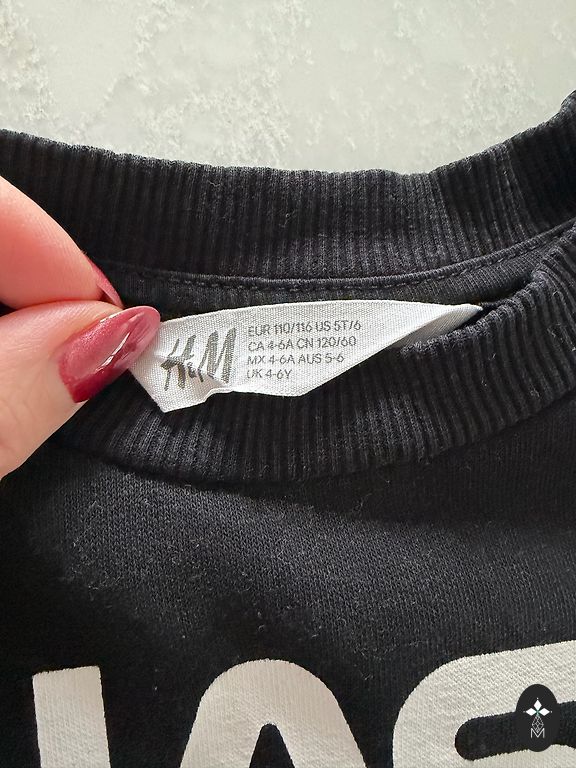 H&M
EUR 110/116 US 5T/6
CA 4-6A CN 120/60
MX 4-6A AUS 5-6
UK 4-6Y